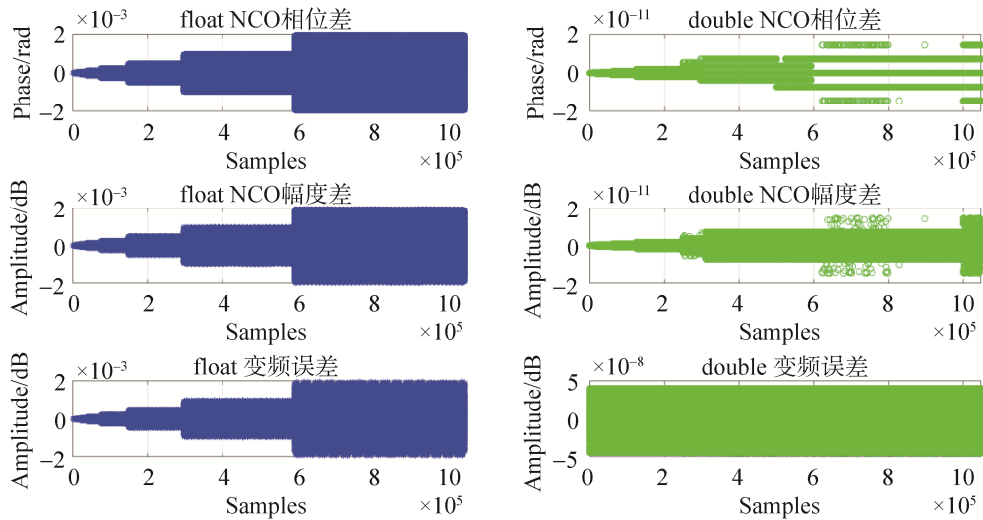 float NCO相位差
×10⁻³
Phase/rad
2
0
−2
0 2 4 6 8 10
Samples
×10⁵
double NCO相位差
×10⁻¹¹
Phase/rad
2
0
−2
0 2 4 6 8 10
Samples
×10⁵
float NCO幅度差
×10⁻³
Amplitude/dB
2
0
−2
0 2 4 6 8 10
Samples
×10⁵
double NCO幅度差
×10⁻¹¹
Amplitude/dB
2
0
−2
0 2 4 6 8 10
Samples
×10⁵
float 变频误差
×10⁻³
Amplitude/dB
2
0
−2
0 2 4 6 8 10
Samples
×10⁵
double 变频误差
×10⁻⁸
Amplitude/dB
5
0
−5
0 2 4 6 8 10
Samples
×10⁵